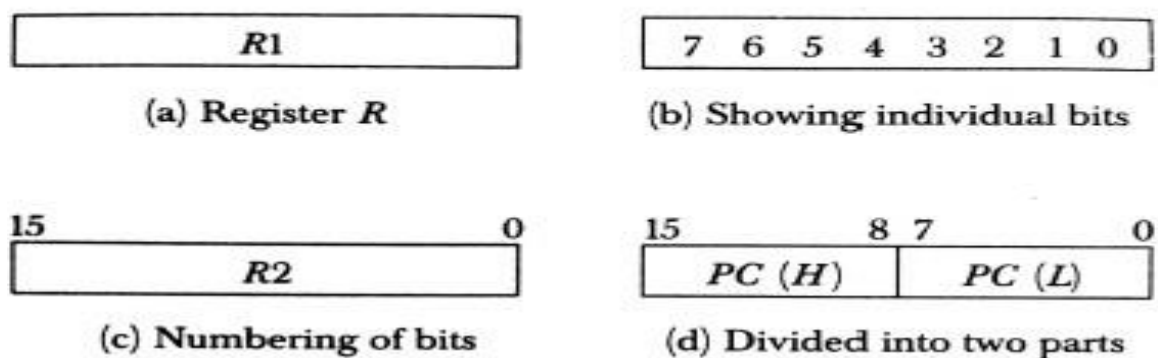 R1
7 6 5 4 3 2 1 0
(a) Register R
(b) Showing individual bits
15 0
R2
(c) Numbering of bits
15 8 7 0
PC (H) PC (L)
(d) Divided into two parts